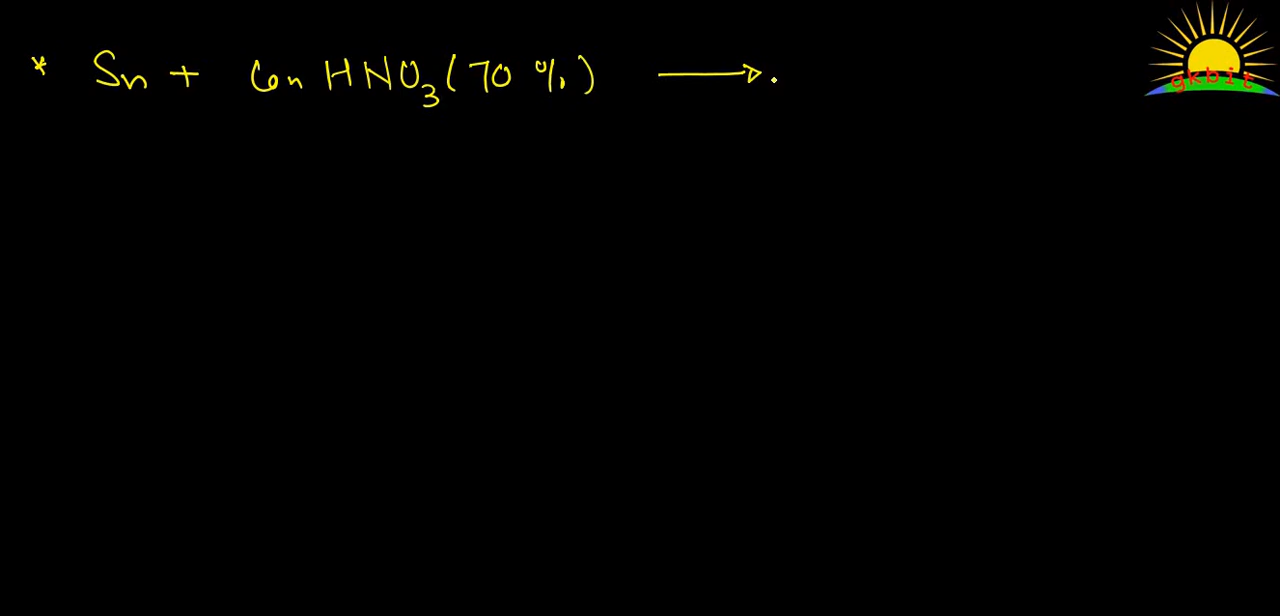 * Sn + Con HNO₃ (70 %) ⟶
gkbit